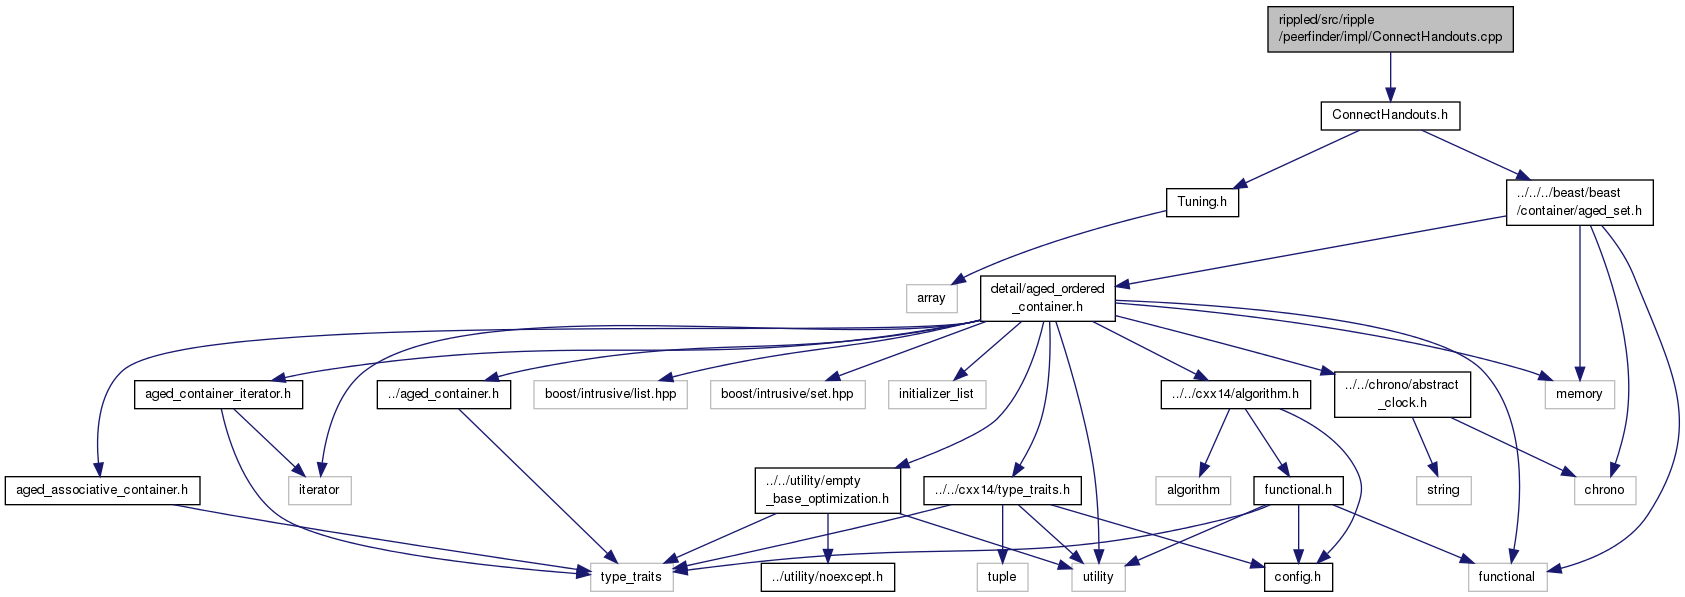 rippled/src/ripple
/peerfinder/impl/ConnectHandouts.cpp
ConnectHandouts.h
Tuning.h
../../../beast/beast
/container/aged_set.h
array
detail/aged_ordered
_container.h
aged_container_iterator.h
../aged_container.h
boost/intrusive/list.hpp
boost/intrusive/set.hpp
initializer_list
../../cxx14/algorithm.h
../../chrono/abstract
_clock.h
memory
aged_associative_container.h
iterator
../../utility/empty
_base_optimization.h
../../cxx14/type_traits.h
algorithm
functional.h
string
chrono
type_traits
../utility/noexcept.h
tuple
utility
config.h
functional